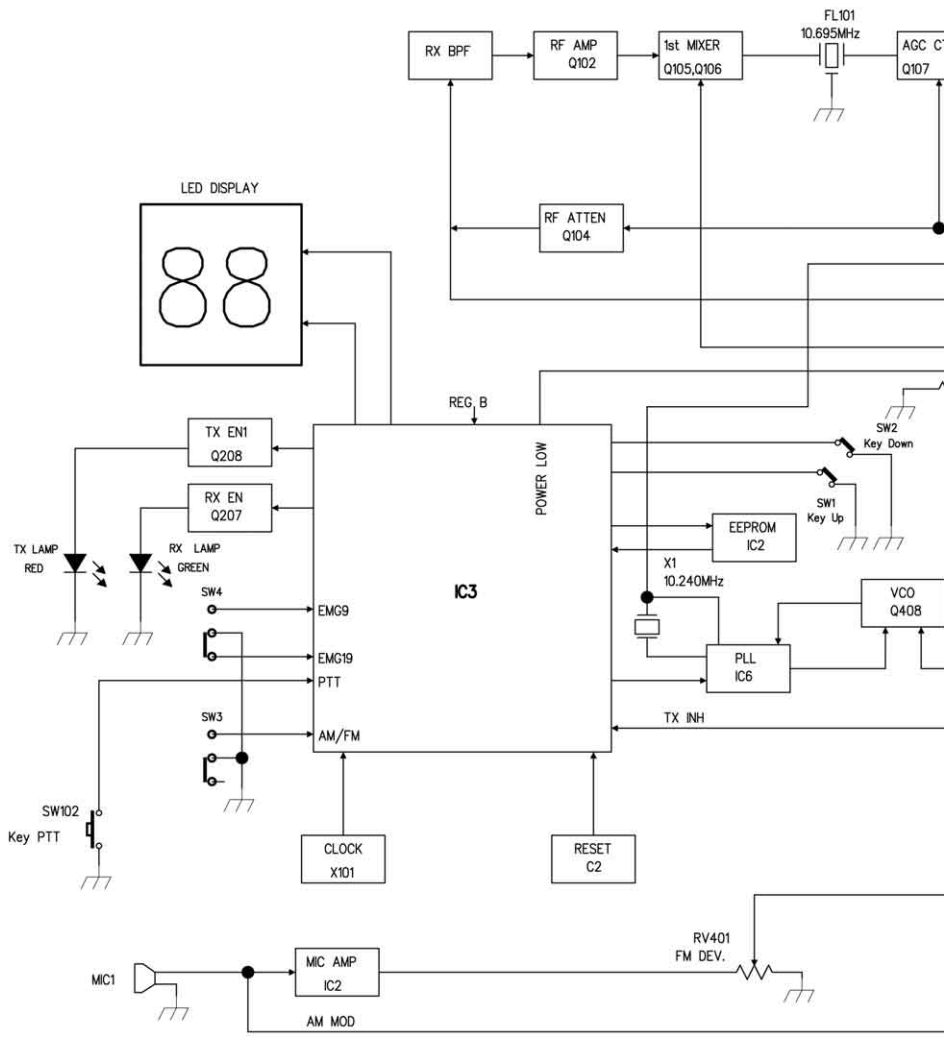 FL101
10.695MHz
RX BPF
RF AMP
Q102
1st MIXER
Q105,Q106
AGC
Q107
LED DISPLAY
RF ATTEN
Q104
88
REG B
SW2
Key Down
TX EN1
Q208
POWER LOW
SW1
Key Up
RX EN
Q207
EEPROM
IC2
TX LAMP
RED
RX LAMP
GREEN
X1
10.240MHz
IC3
SW4
EMG9
VCO
Q408
EMG19
PTT
PLL
IC6
SW3
AM/FM
TX INH
SW102
Key PTT
CLOCK
X101
RESET
C2
RV401
FM DEV.
MIC1
MIC AMP
IC2
AM MOD